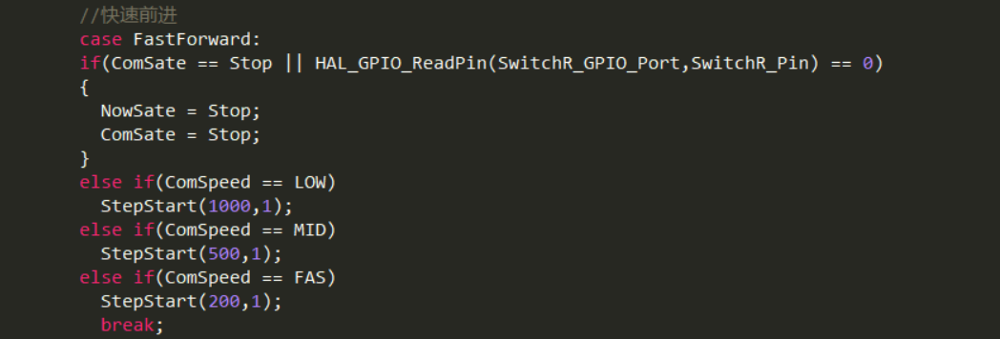 //快速前进
case FastForward:
if(ComSate == Stop || HAL_GPIO_ReadPin(SwitchR_GPIO_Port,SwitchR_Pin) == 0)
{
NowSate = Stop;
ComSate = Stop;
}
else if(ComSpeed == LOW)
StepStart(1000,1);
else if(ComSpeed == MID)
StepStart(500,1);
else if(ComSpeed == FAS)
StepStart(200,1);
break;